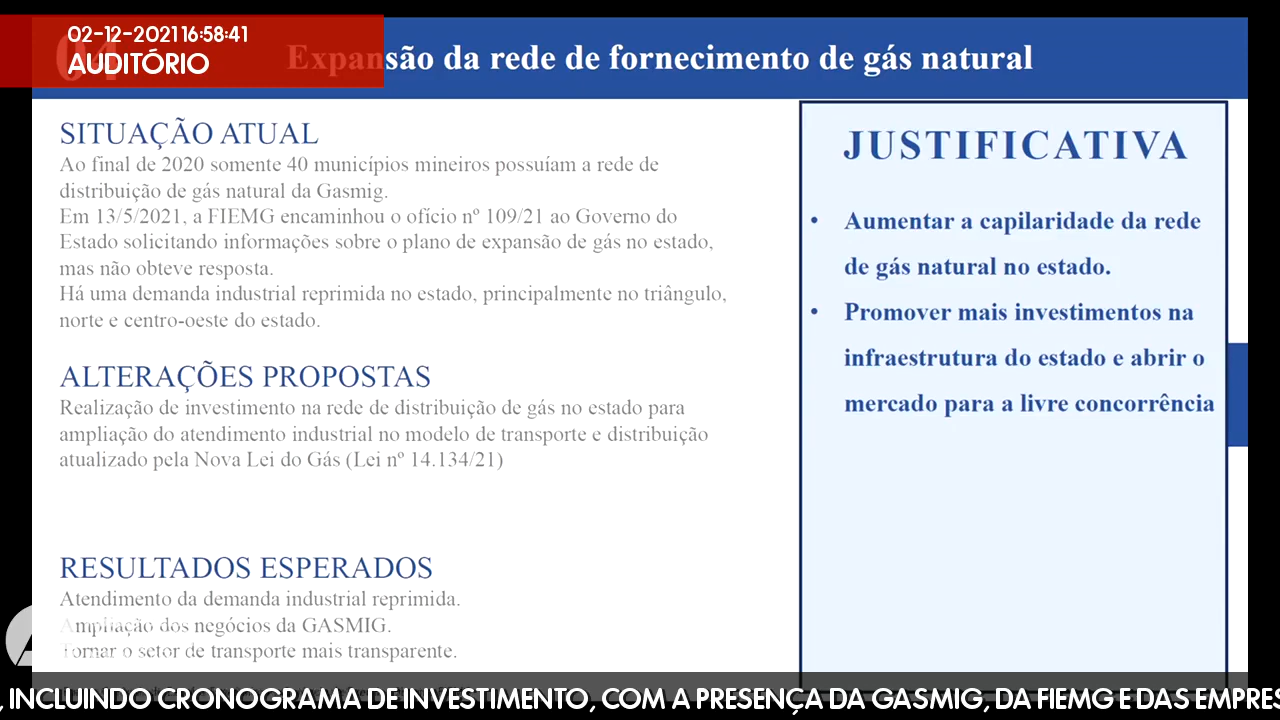 02-12-2021 16:58:41
AUDITÓRIO
Expansão da rede de fornecimento de gás natural
SITUAÇÃO ATUAL
Ao final de 2020 somente 40 municípios mineiros possuíam a rede de
distribuição de gás natural da Gasmig.
Em 13/5/2021, a FIEMG encaminhou o ofício nº 109/21 ao Governo do
Estado solicitando informações sobre o plano de expansão de gás no estado,
mas não obteve resposta.
Há uma demanda industrial reprimida no estado, principalmente no triângulo,
norte e centro-oeste do estado.
ALTERAÇÕES PROPOSTAS
Realização de investimento na rede de distribuição de gás no estado para
ampliação do atendimento industrial no modelo de transporte e distribuição
atualizado pela Nova Lei do Gás (Lei nº 14.134/21)
RESULTADOS ESPERADOS
Atendimento da demanda industrial reprimida.
Ampliação dos negócios da GASMIG.
Tornar o setor de transporte mais transparente.
JUSTIFICATIVA
• Aumentar a capilaridade da rede
de gás natural no estado.
• Promover mais investimentos na
infraestrutura do estado e abrir o
mercado para a livre concorrência
, INCLUINDO CRONOGRAMA DE INVESTIMENTO, COM A PRESENÇA DA GASMIG, DA FIEMG E DAS EMPRES